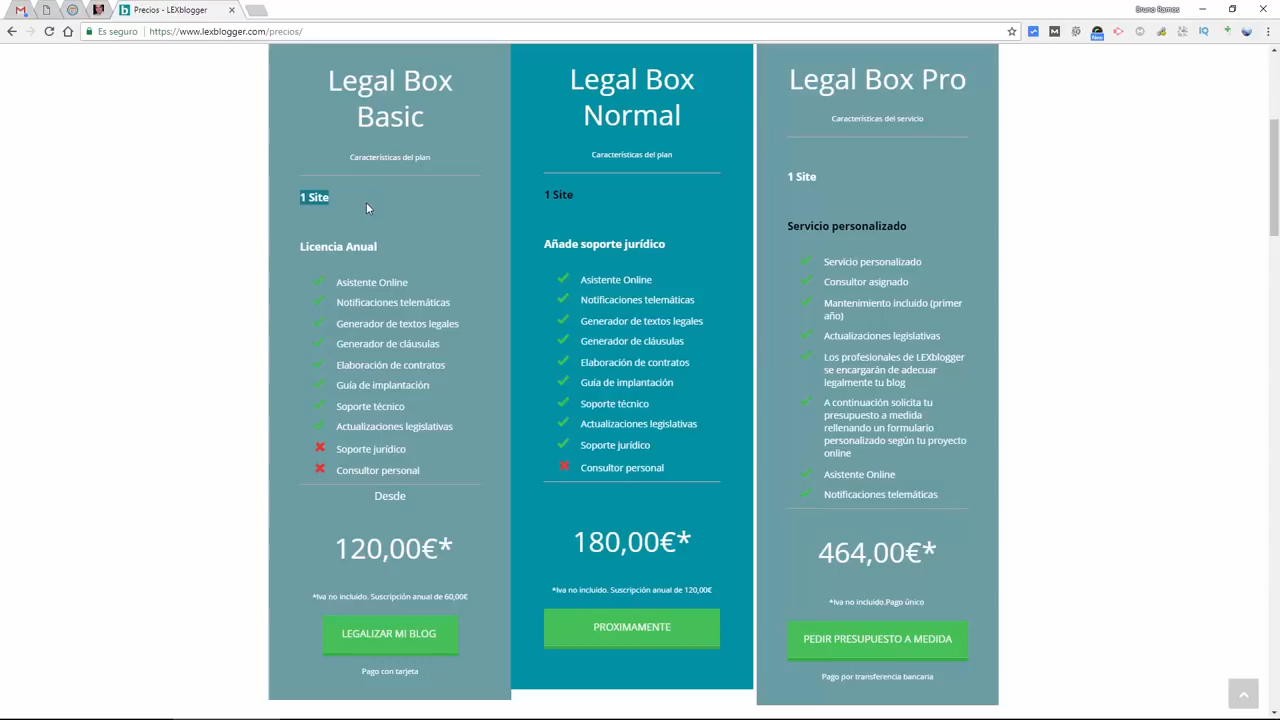 Precios - LEXblogger
Bruno Ramos
Es seguro
https://www.lexblogger.com/precios/
New
Legal Box
Basic
Características del plan
1 Site
Licencia Anual
Asistente Online
Notificaciones telemáticas
Generador de textos legales
Generador de cláusulas
Elaboración de contratos
Guía de implantación
Soporte técnico
Actualizaciones legislativas
Soporte jurídico
Consultor personal
Desde
120,00€*
*Iva no incluido. Suscripción anual de 60,00€
LEGALIZAR MI BLOG
Pago con tarjeta
Legal Box
Normal
Características del plan
1 Site
Añade soporte jurídico
Asistente Online
Notificaciones telemáticas
Generador de textos legales
Generador de cláusulas
Elaboración de contratos
Guía de implantación
Soporte técnico
Actualizaciones legislativas
Soporte jurídico
Consultor personal
180,00€*
*Iva no incluido. Suscripción anual de 120,00€
PROXIMAMENTE
Legal Box Pro
Características del servicio
1 Site
Servicio personalizado
Servicio personalizado
Consultor asignado
Mantenimiento incluido (primer
año)
Actualizaciones legislativas
Los profesionales de LEXblogger
se encargarán de adecuar
legalmente tu blog
A continuación solicita tu
presupuesto a medida
rellenando un formulario
personalizado según tu proyecto
online
Asistente Online
Notificaciones telemáticas
464,00€*
*Iva no incluido.Pago único
PEDIR PRESUPUESTO A MEDIDA
Pago por transferencia bancaria